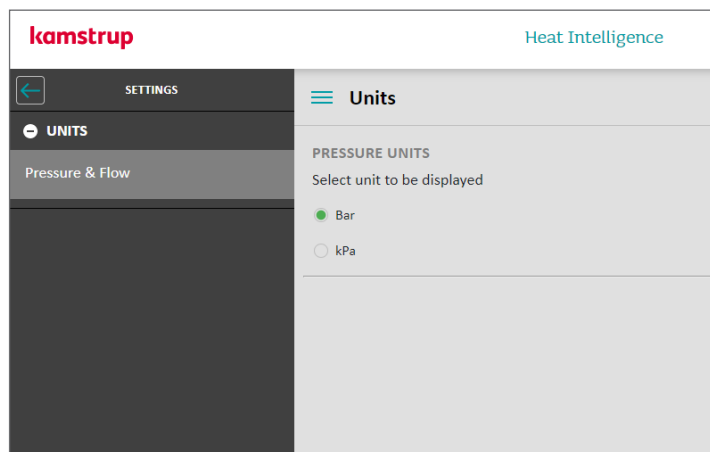 kamstrup
Heat Intelligence
SETTINGS
UNITS
Pressure & Flow
Units
PRESSURE UNITS
Select unit to be displayed
Bar
kPa